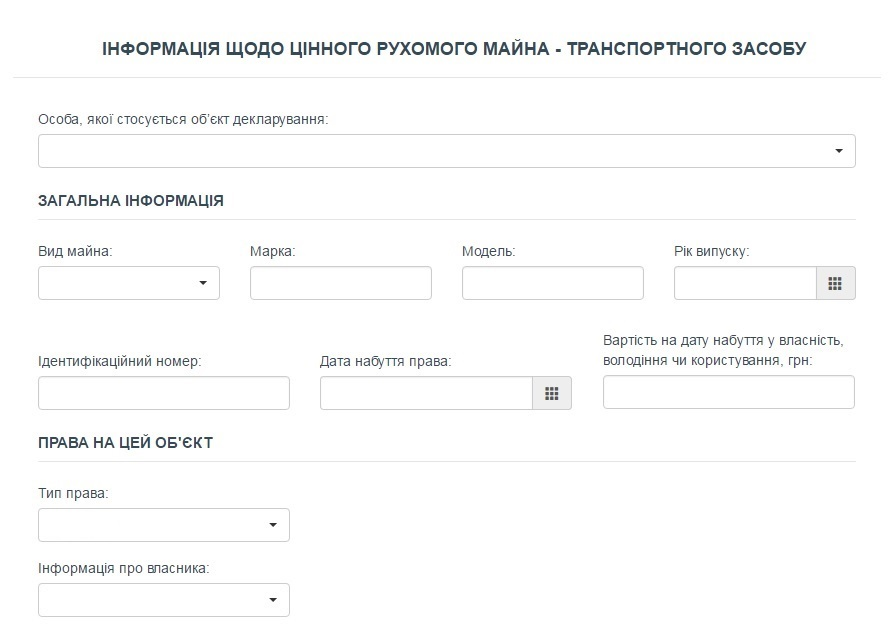 ІНФОРМАЦІЯ ЩОДО ЦІННОГО РУХОМОГО МАЙНА - ТРАНСПОРТНОГО ЗАСОБУ
Особа, якої стосується об’єкт декларування:
ЗАГАЛЬНА ІНФОРМАЦІЯ
Вид майна:
Марка:
Модель:
Рік випуску:
Ідентифікаційний номер:
Дата набуття права:
Вартість на дату набуття у власність,
володіння чи користування, грн:
ПРАВА НА ЦЕЙ ОБ'ЄКТ
Тип права:
Інформація про власника: